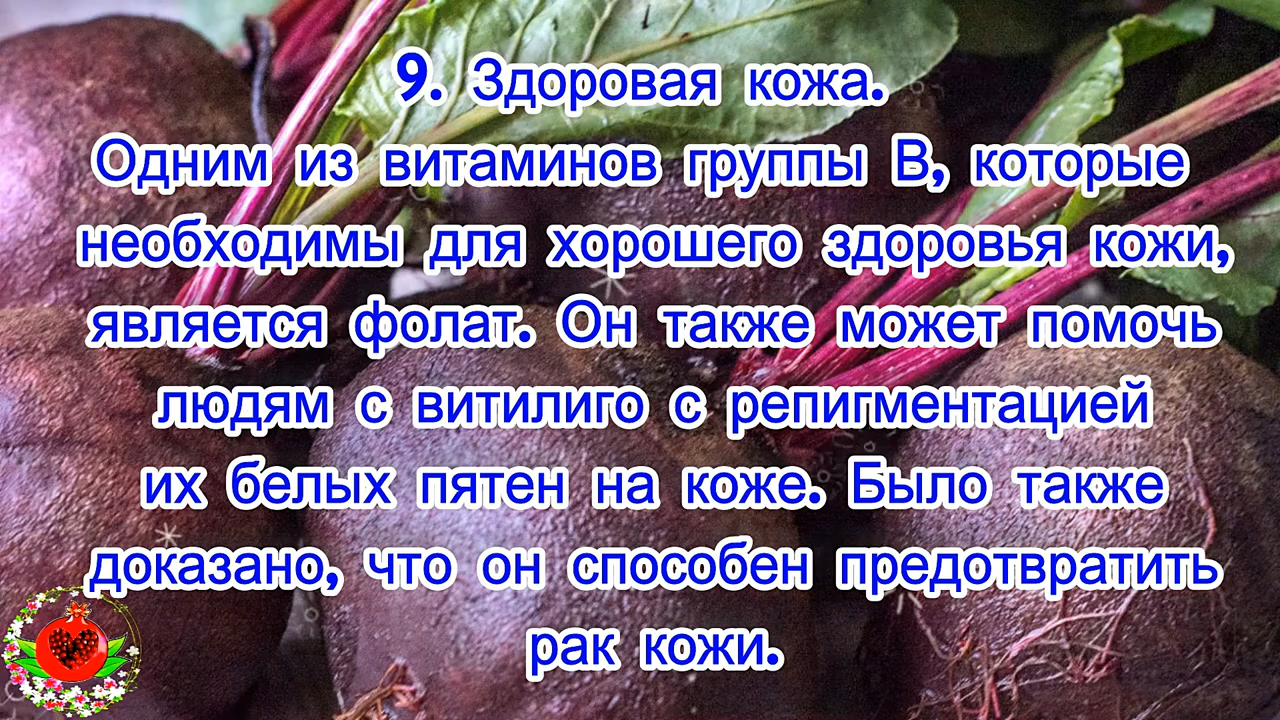 9. Здоровая кожа.
Одним из витаминов группы В, которые
необходимы для хорошего здоровья кожи,
является фолат. Он также может помочь
людям с витилиго с репигментацией
их белых пятен на коже. Было также
доказано, что он способен предотвратить
рак кожи.